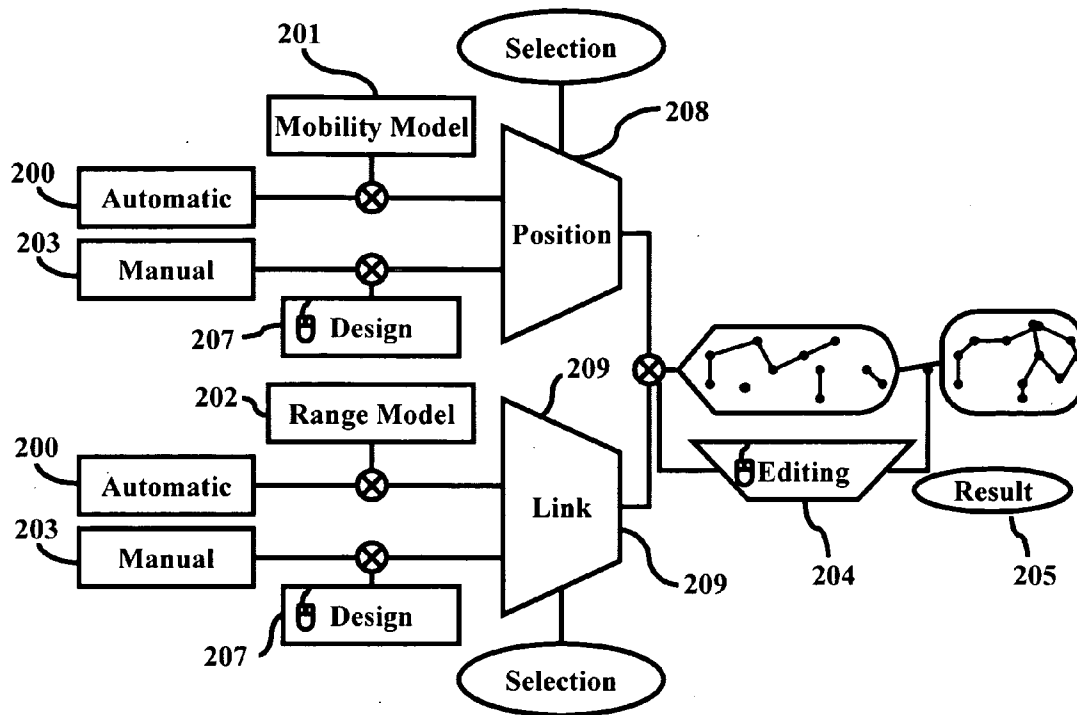 201
Selection
Mobility Model
208
200
Automatic
203
Manual
Position
207
Design
209
202
Range Model
200
Automatic
Editing
Link
Result
203
Manual
209
204
205
Design
207
Selection